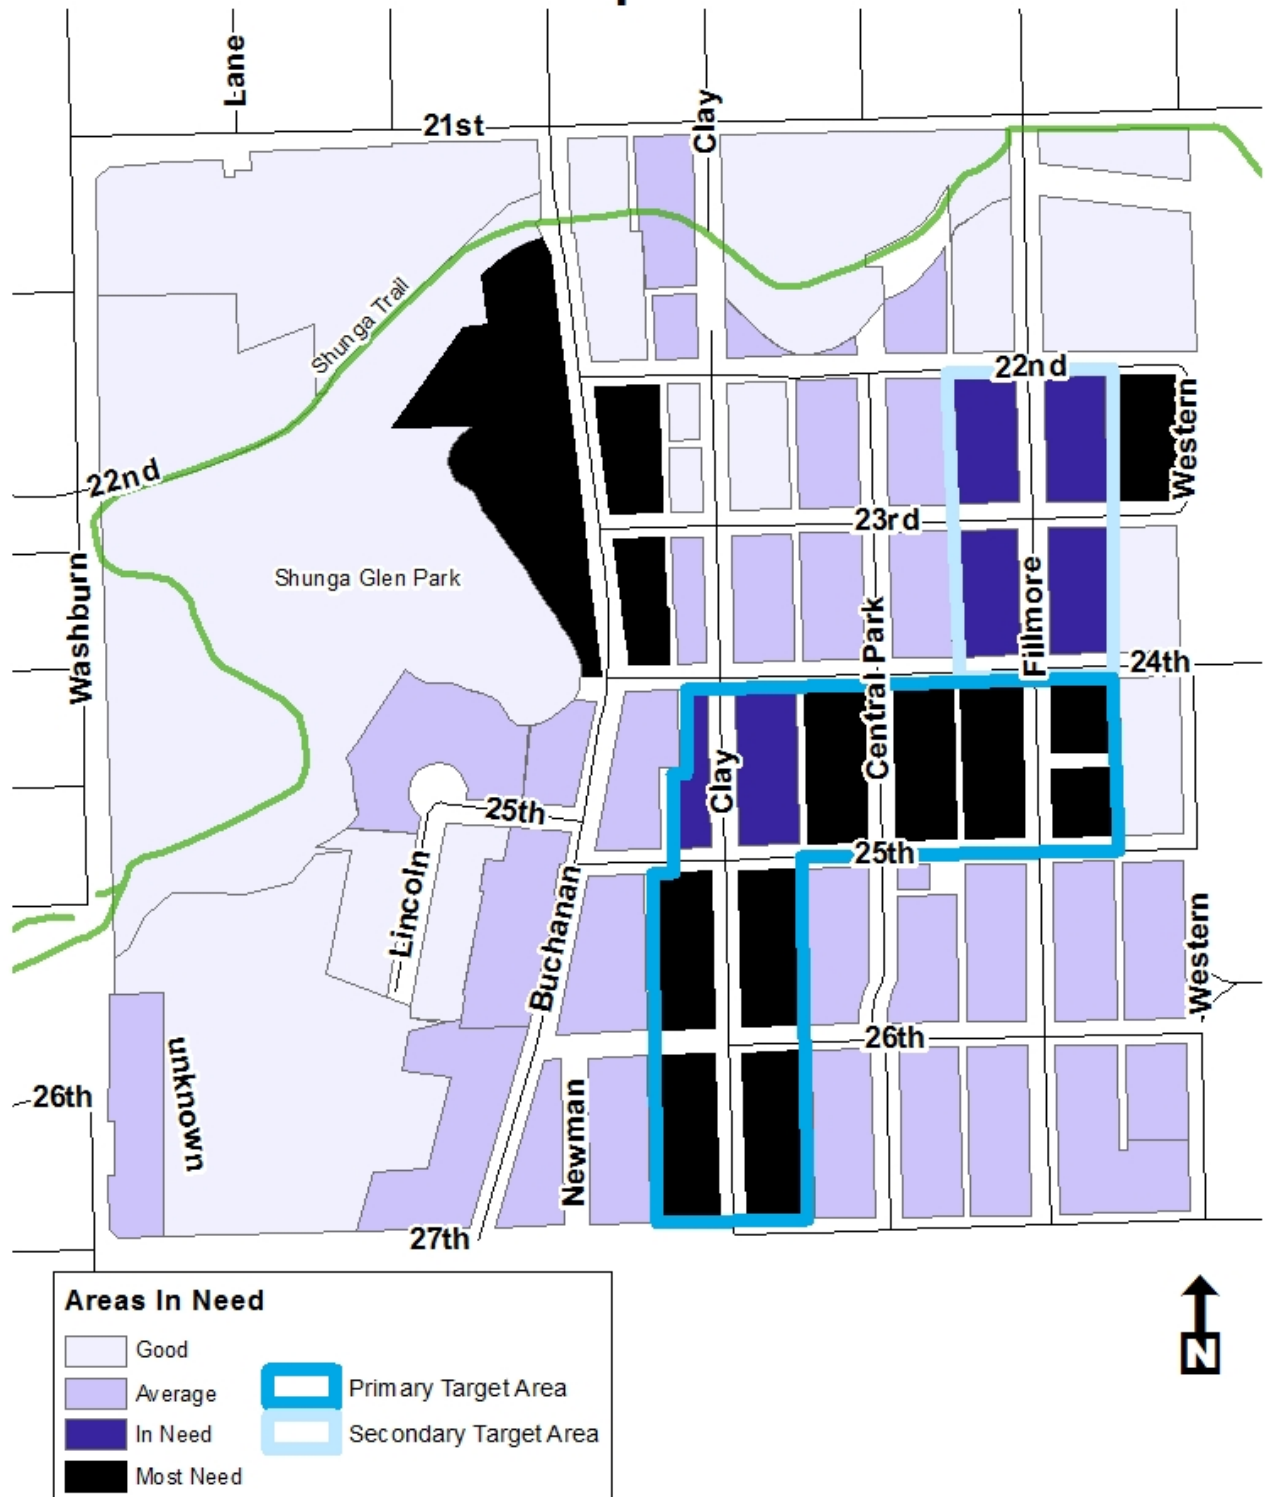 Lane
Clay
21st
Shunga Trail
22nd
Western
22nd
23rd
Shunga Glen Park
Washburn
Central Park
Fillmore
24th
Clay
25th
25th
Lincoln
Buchanan
Western
26th
unknown
26th
Newman
27th
Areas In Need
Good
Average
In Need
Most Need
Primary Target Area
Secondary Target Area
N